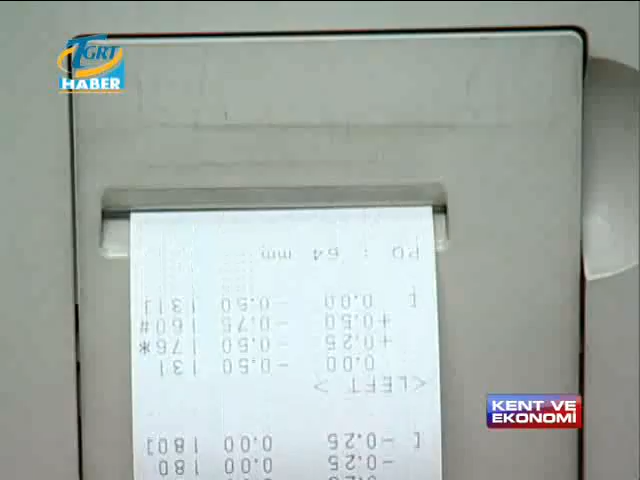 TGRT
HABER
- 0.25 0.00 180
[ - 0.25 0.00 180]
<LEFT>
0.00 - 0.50 131
+ 0.25 - 0.50 176*
+ 0.50 - 0.75 160#
[ 0.00 - 0.50 131]
PD : 64 mm
KENT VE
EKONOMİ